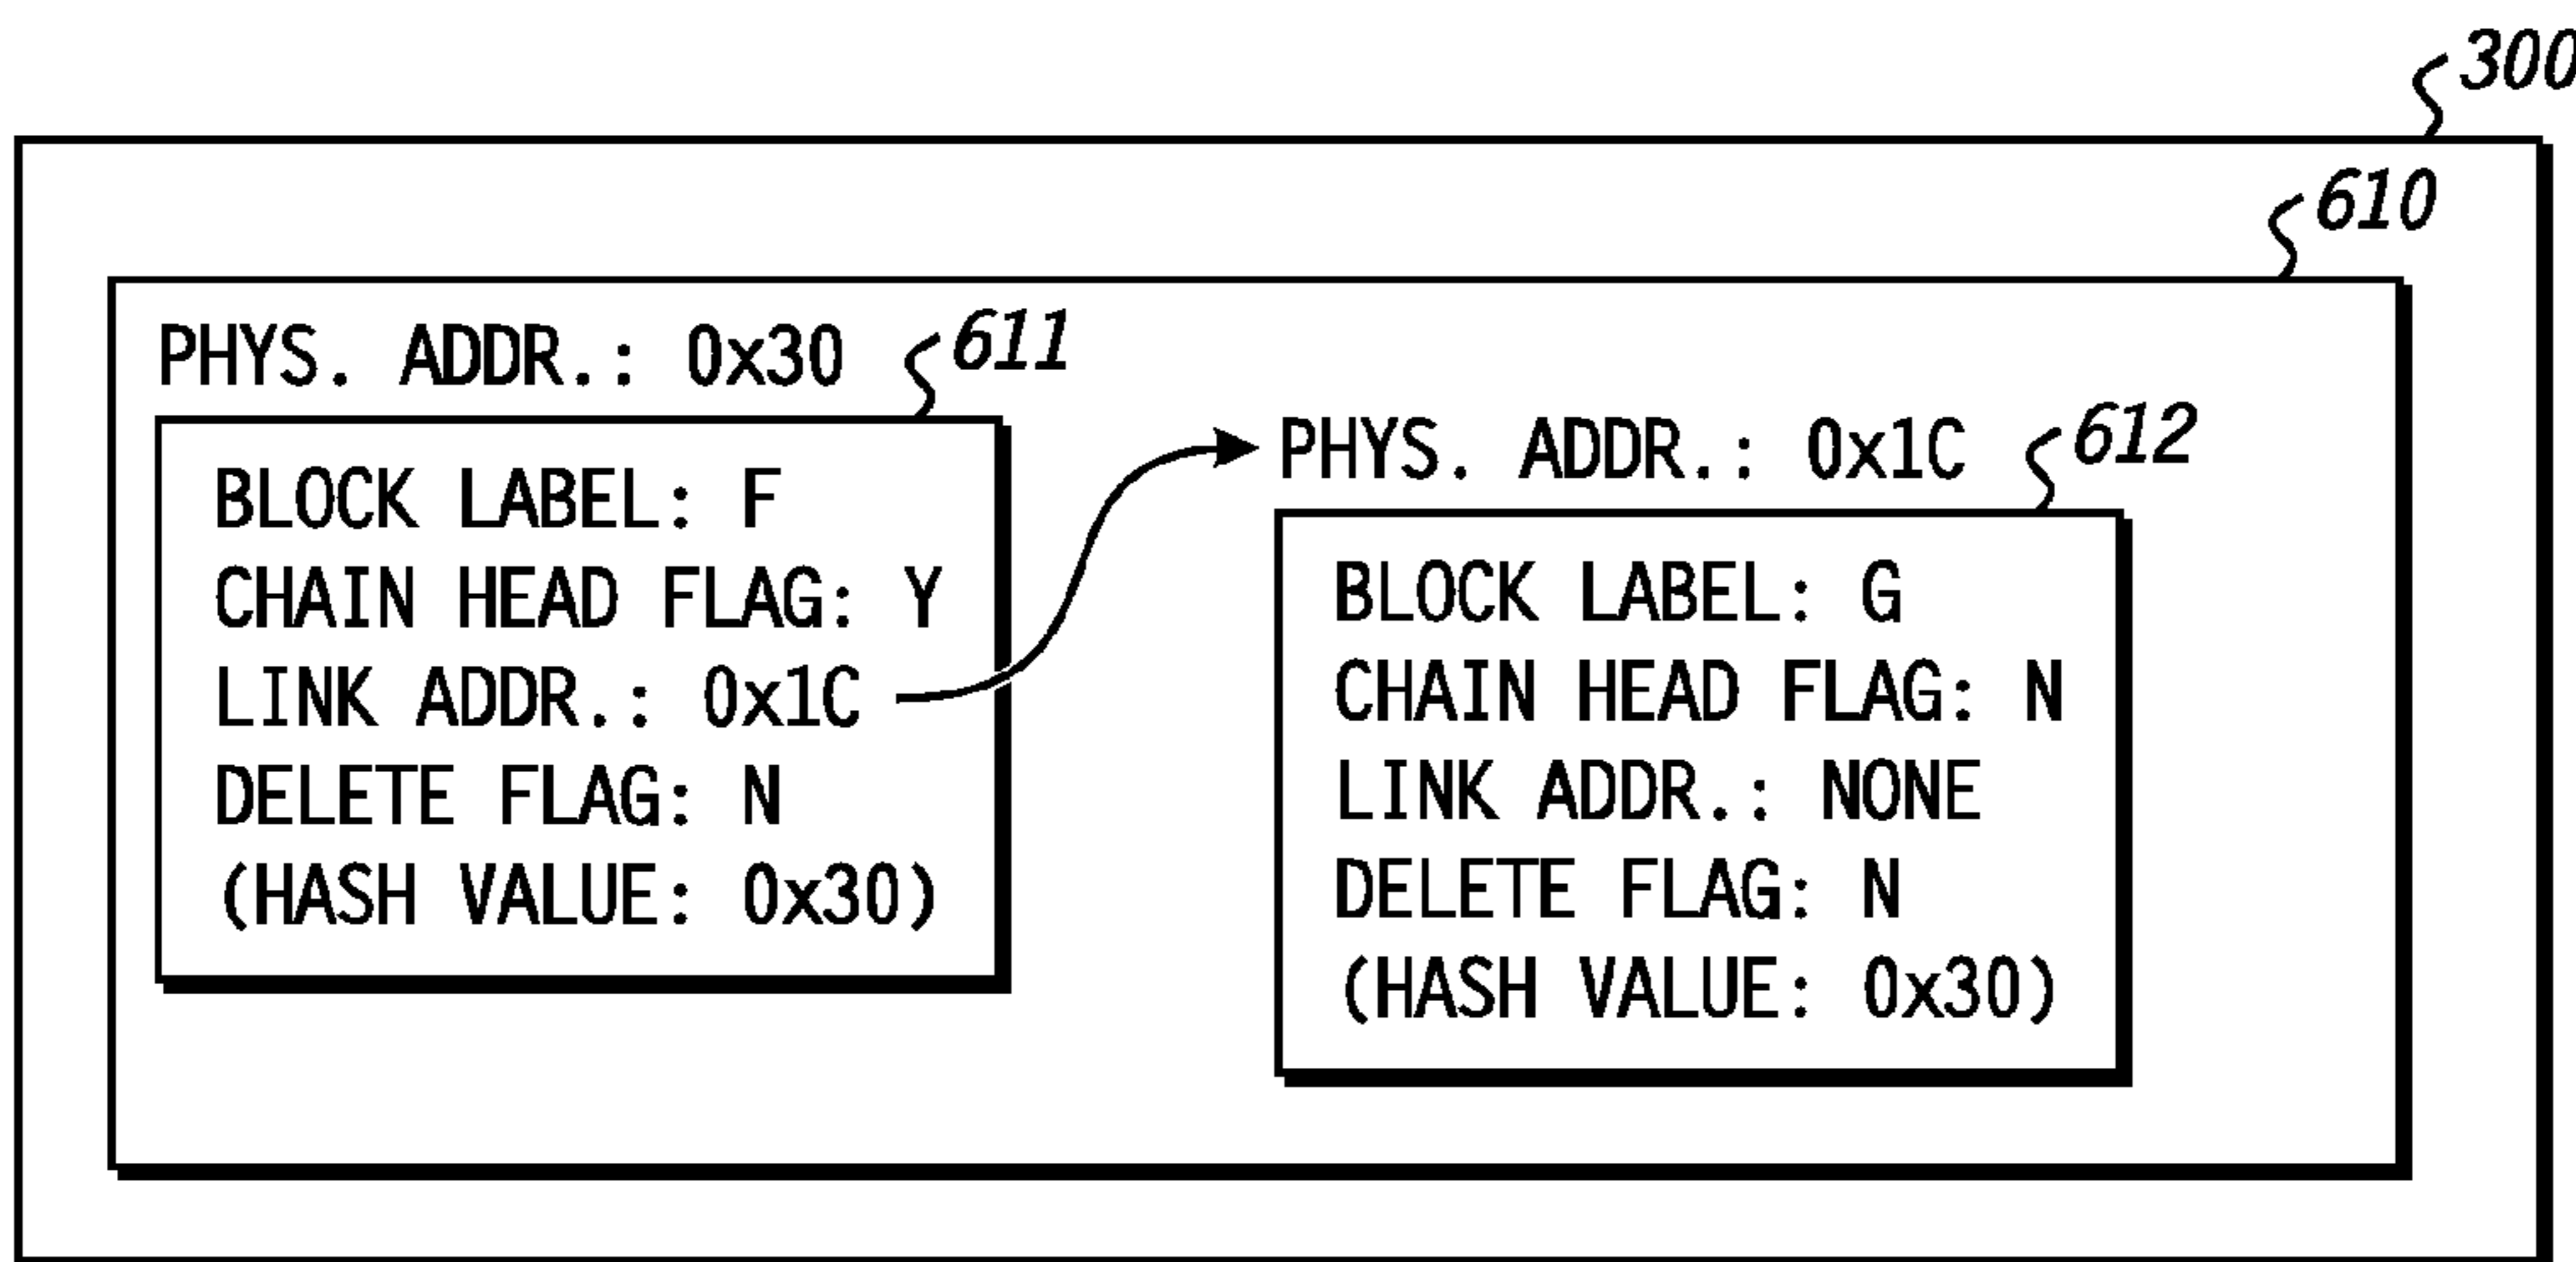 300
610
PHYS. ADDR.: 0x30
611
BLOCK LABEL: F
CHAIN HEAD FLAG: Y
LINK ADDR.: 0x1C
DELETE FLAG: N
(HASH VALUE: 0x30)
PHYS. ADDR.: 0x1C
612
BLOCK LABEL: G
CHAIN HEAD FLAG: N
LINK ADDR.: NONE
DELETE FLAG: N
(HASH VALUE: 0x30)